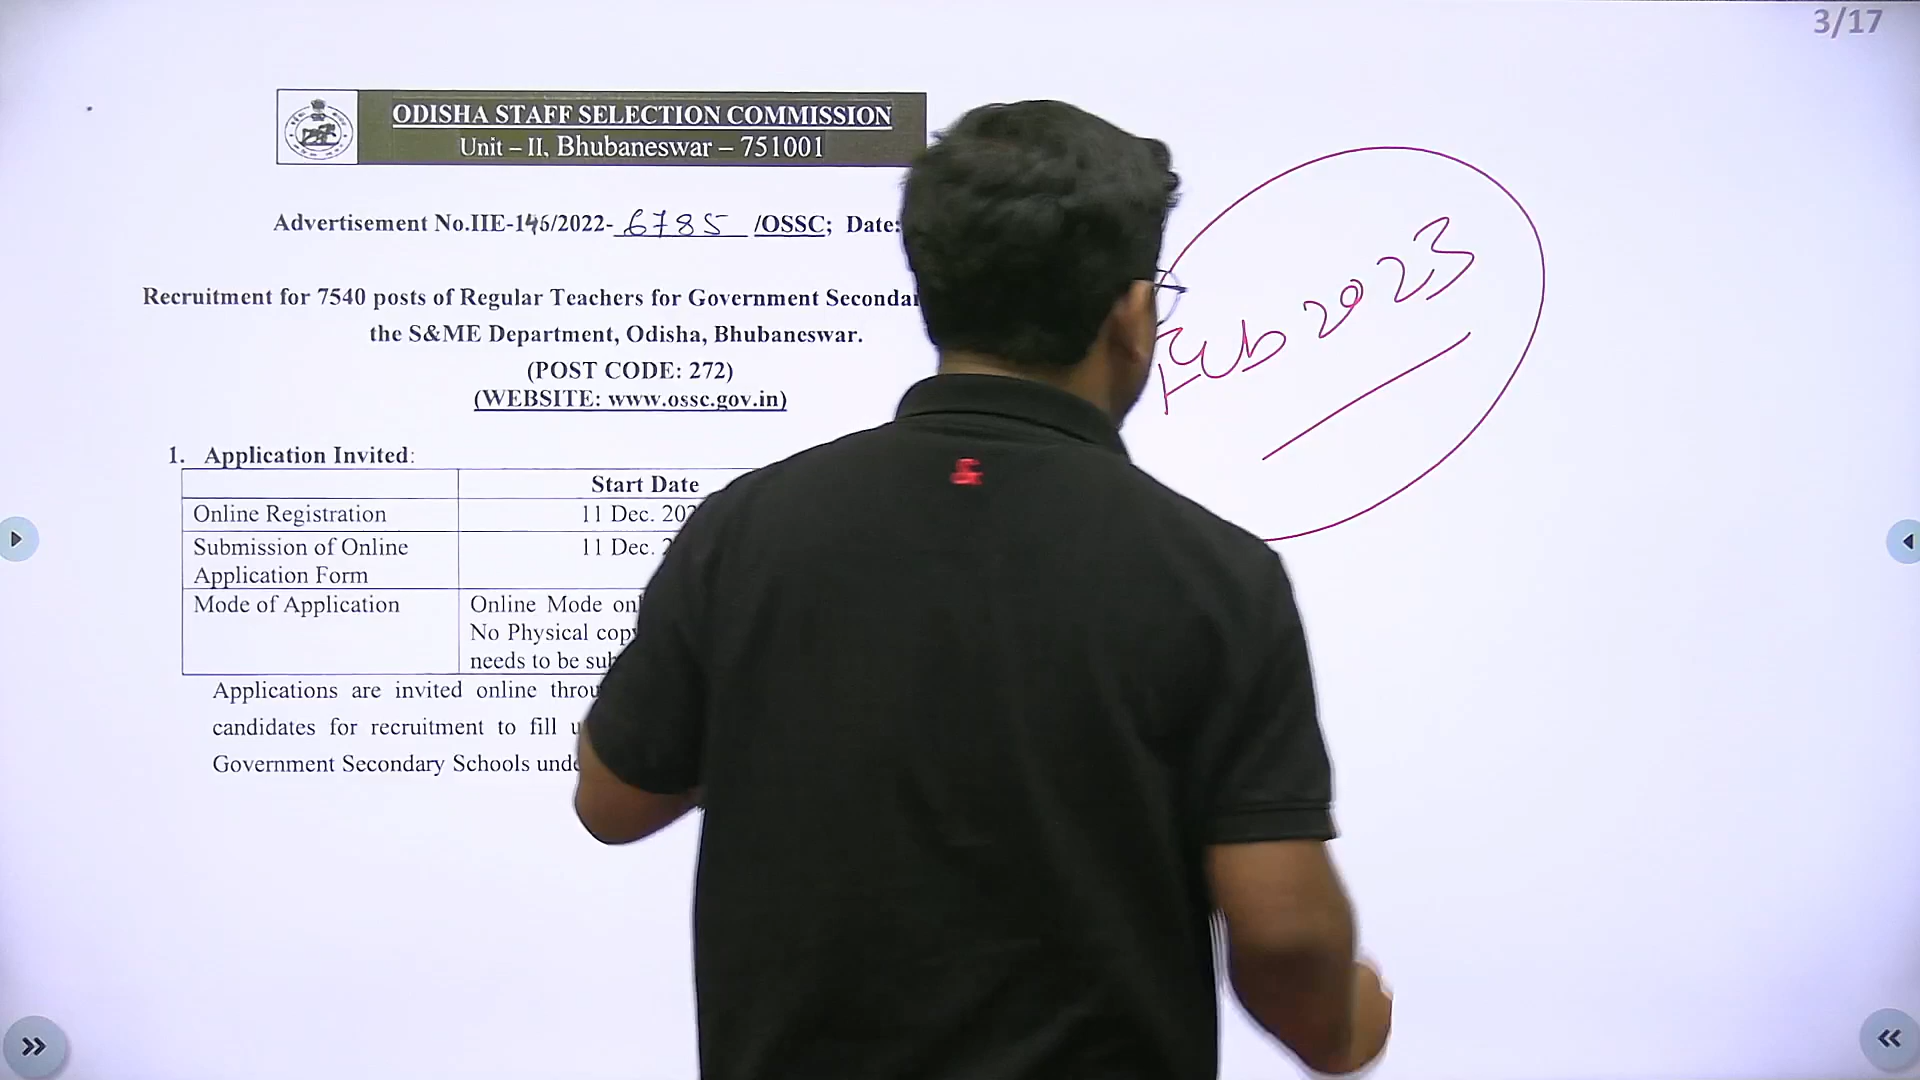 3/17
ODISHA STAFF SELECTION COMMISSION
Unit – II, Bhubaneswar – 751001
Advertisement No.IIE-146/2022- 6785 /OSSC; Date:
Recruitment for 7540 posts of Regular Teachers for Government
the S&ME Department, Odisha, Bhubaneswar.
(POST CODE: 272)
(WEBSITE: www.ossc.gov.in)
Feb 2023
1. Application Invited:
Start Date
Online Registration 11 Dec.
Submission of Online 11 Dec.
Application Form
Mode of Application Online Mode
No Physical
needs to be
Applications are invited online
candidates for recruitment to fill
Government Secondary Schools